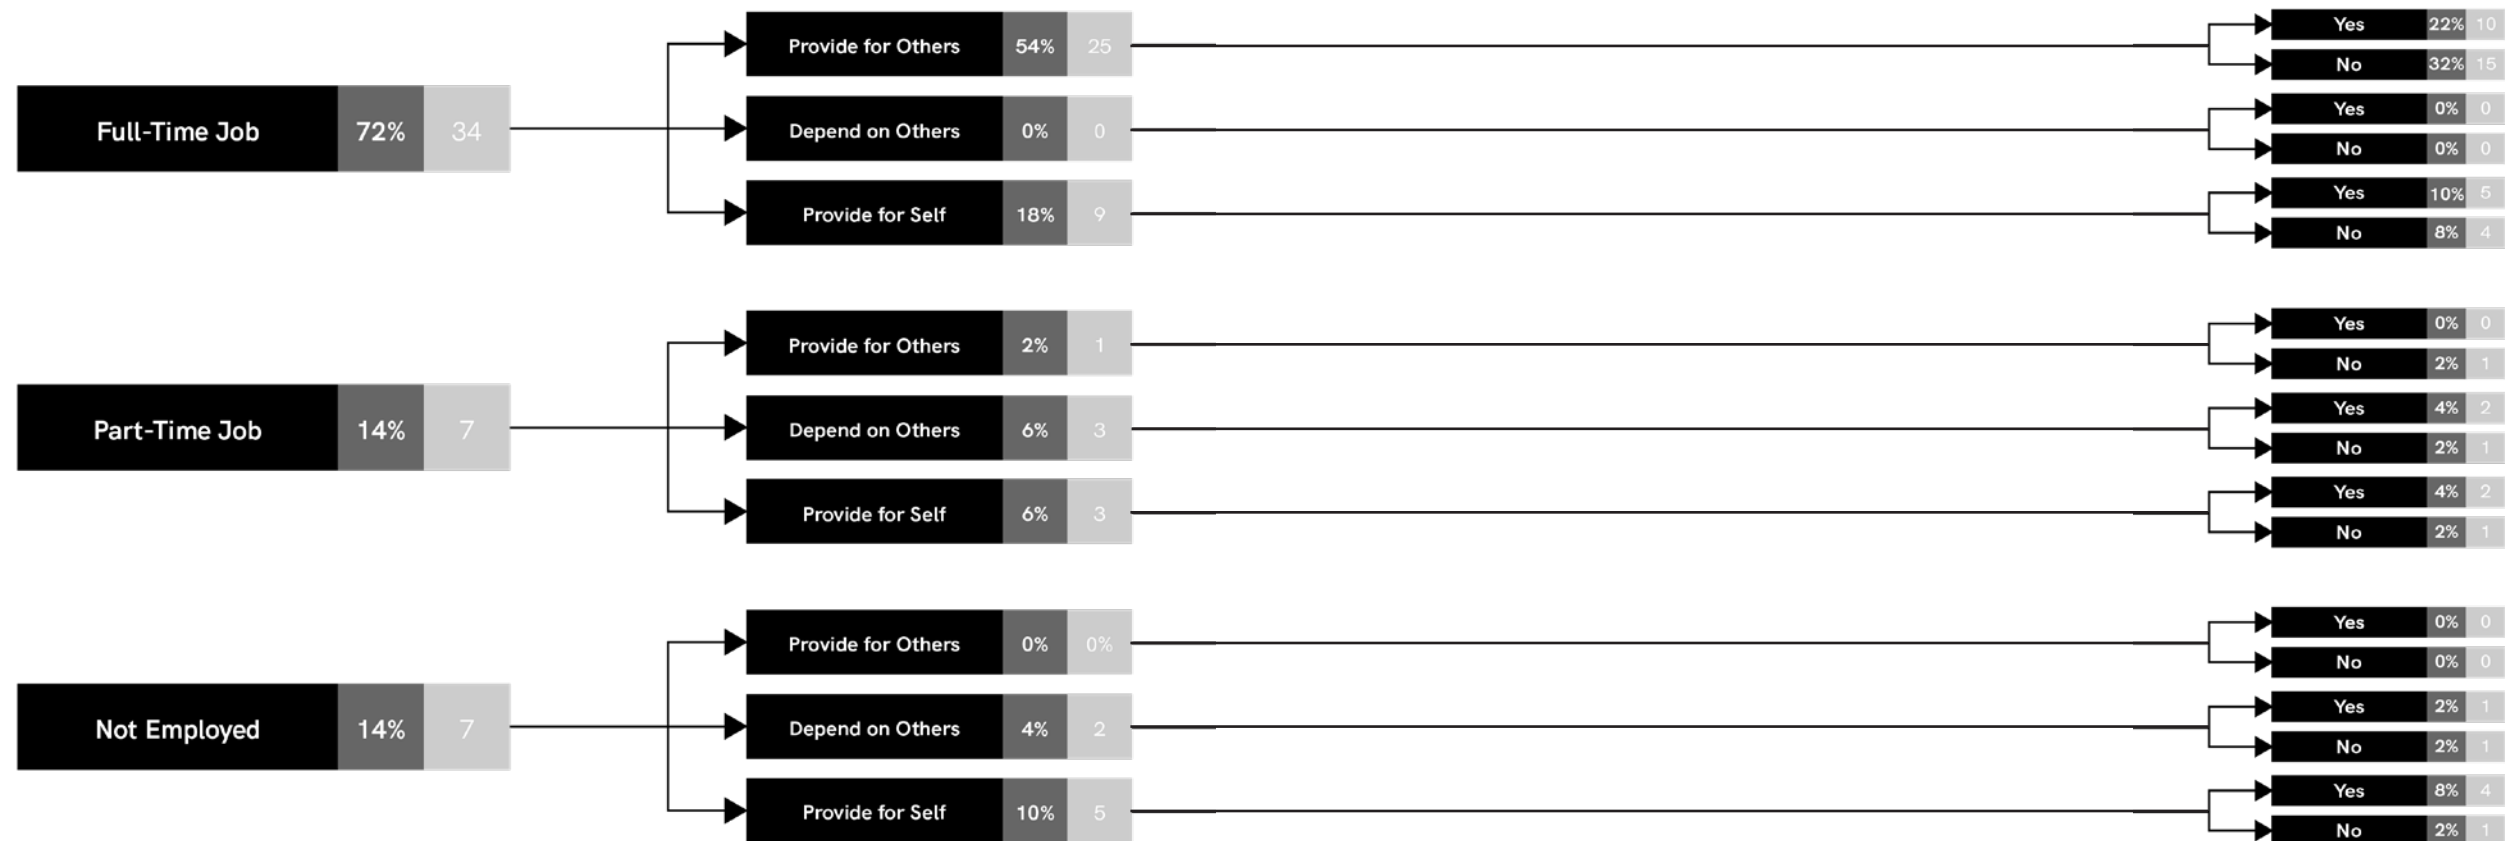 Full-Time Job 72% 34
Provide for Others 54% 25
Yes 22% 10
No 32% 15
Depend on Others 0% 0
Yes 0% 0
No 0% 0
Provide for Self 18% 9
Yes 10% 5
No 8% 4
Part-Time Job 14% 7
Provide for Others 2% 1
Yes 0% 0
No 2% 1
Depend on Others 6% 3
Yes 4% 2
No 2% 1
Provide for Self 6% 3
Yes 4% 2
No 2% 1
Not Employed 14% 7
Provide for Others 0% 0%
Yes 0% 0
No 0% 0
Depend on Others 4% 2
Yes 2% 1
No 2% 1
Provide for Self 10% 5
Yes 8% 4
No 2% 1